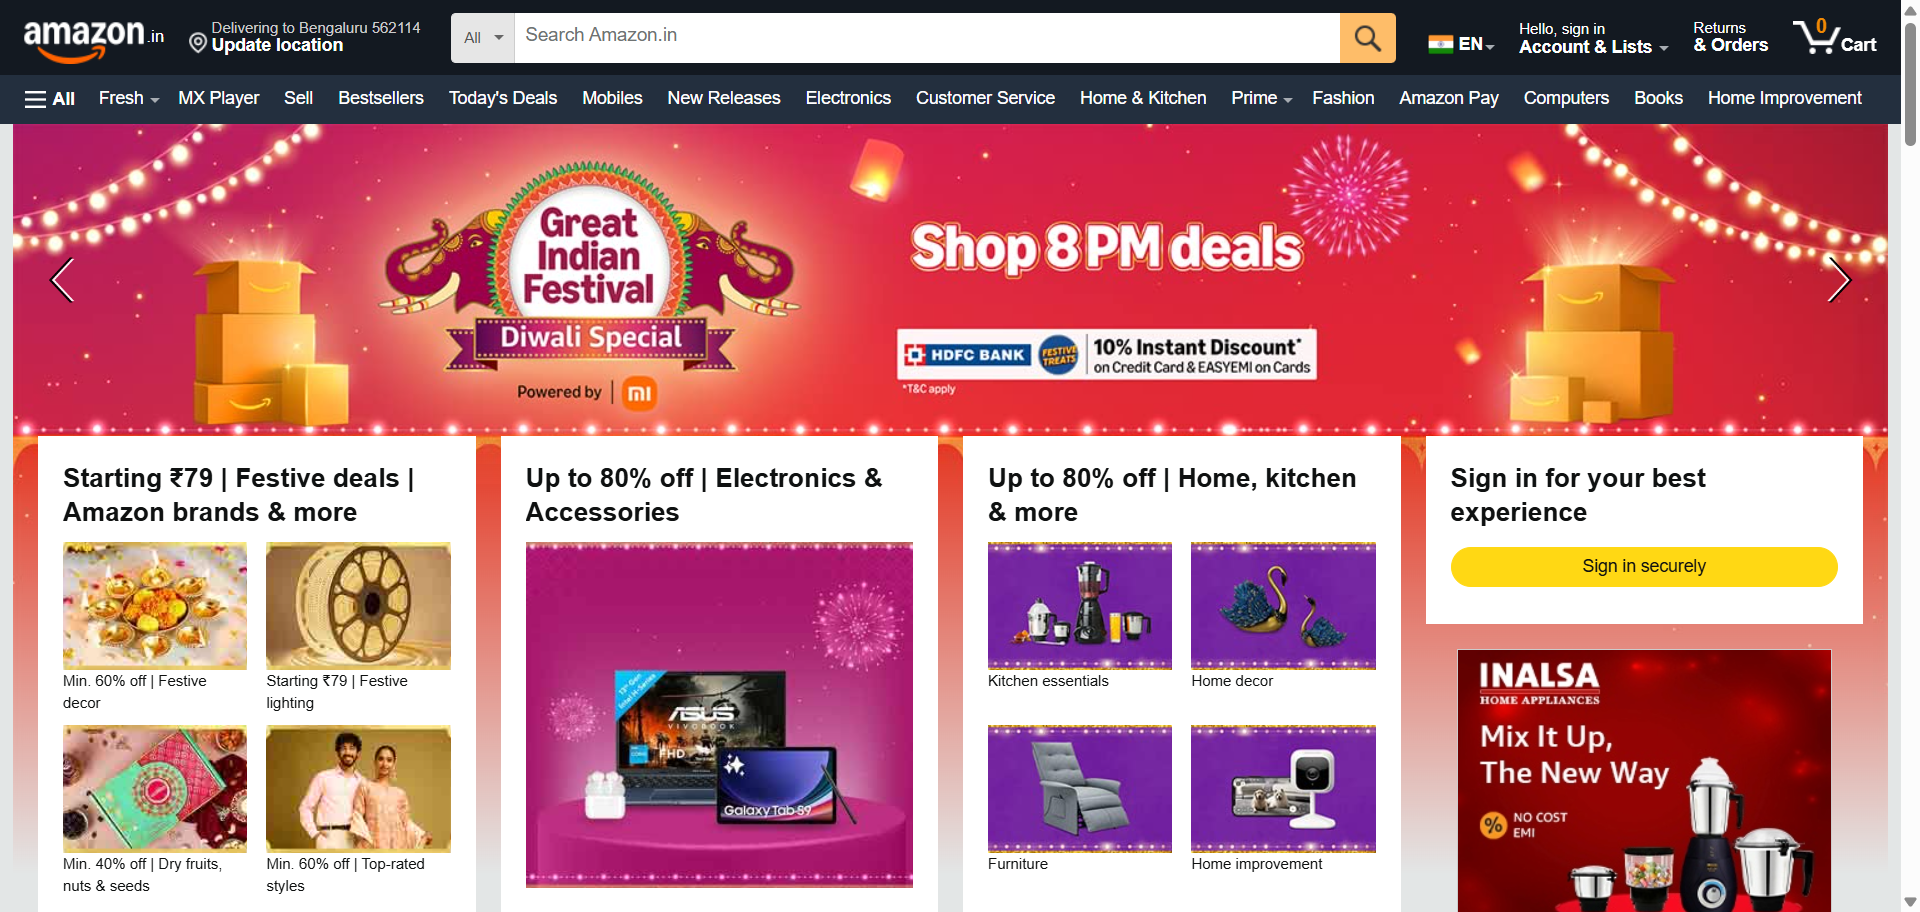 amazon.in
Delivering to Bengaluru 562114
Update location
All
Search Amazon.in
EN
Hello, sign in
Account & Lists
Returns
& Orders
0
Cart
All
Fresh
MX Player
Sell
Bestsellers
Today's Deals
Mobiles
New Releases
Electronics
Customer Service
Home & Kitchen
Prime
Fashion
Amazon Pay
Computers
Books
Home Improvement
Great
Indian
Festival
Diwali Special
Powered by
mi
Shop 8 PM deals
HDFC BANK
FESTIVE
TREATS
10% Instant Discount*
on Credit Card & EASYEMI on Cards
*T&C apply
Starting ₹79 | Festive deals |
Amazon brands & more
Min. 60% off | Festive
decor
Starting ₹79 | Festive
lighting
Min. 40% off | Dry fruits,
nuts & seeds
Min. 60% off | Top-rated
styles
Up to 80% off | Electronics &
Accessories
13th Gen
Intel H-Series
ASUS
VIVOBOOK
FHD
Galaxy Tab S9
Up to 80% off | Home, kitchen
& more
Kitchen essentials
Home decor
Furniture
Home improvement
Sign in for your best
experience
Sign in securely
INALSA
HOME APPLIANCES
Mix It Up,
The New Way
%
NO COST
EMI